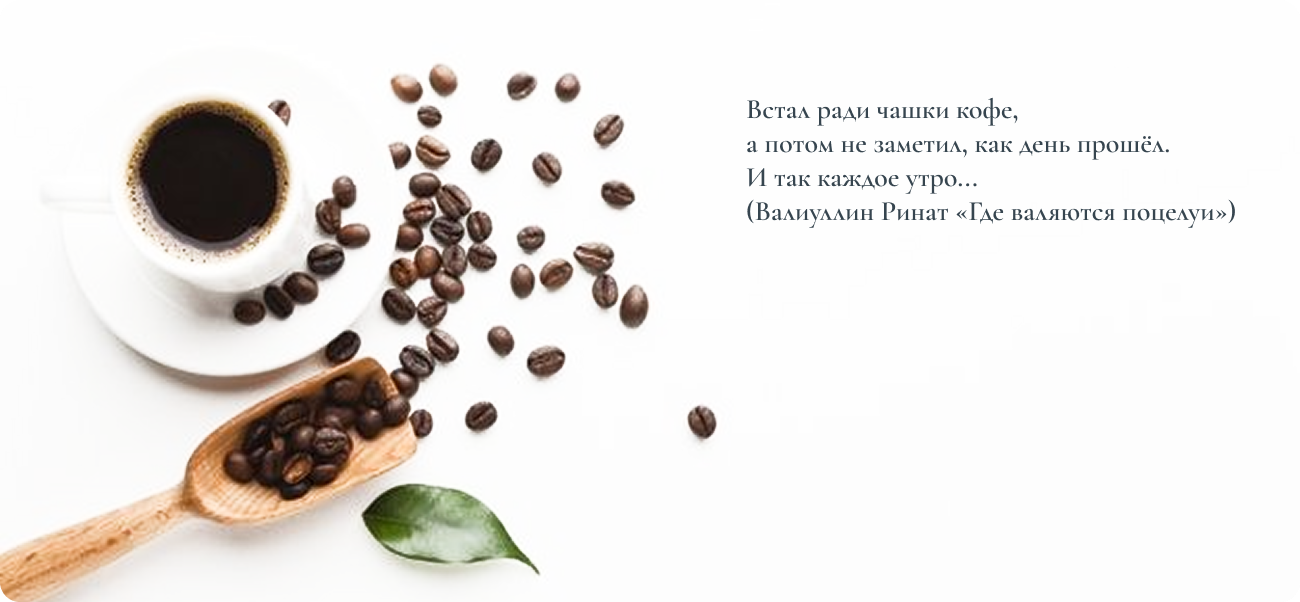 Встал ради чашки кофе,
а потом не заметил, как день прошёл.
И так каждое утро...
(Валиуллин Ринат «Где валяются поцелуи»)